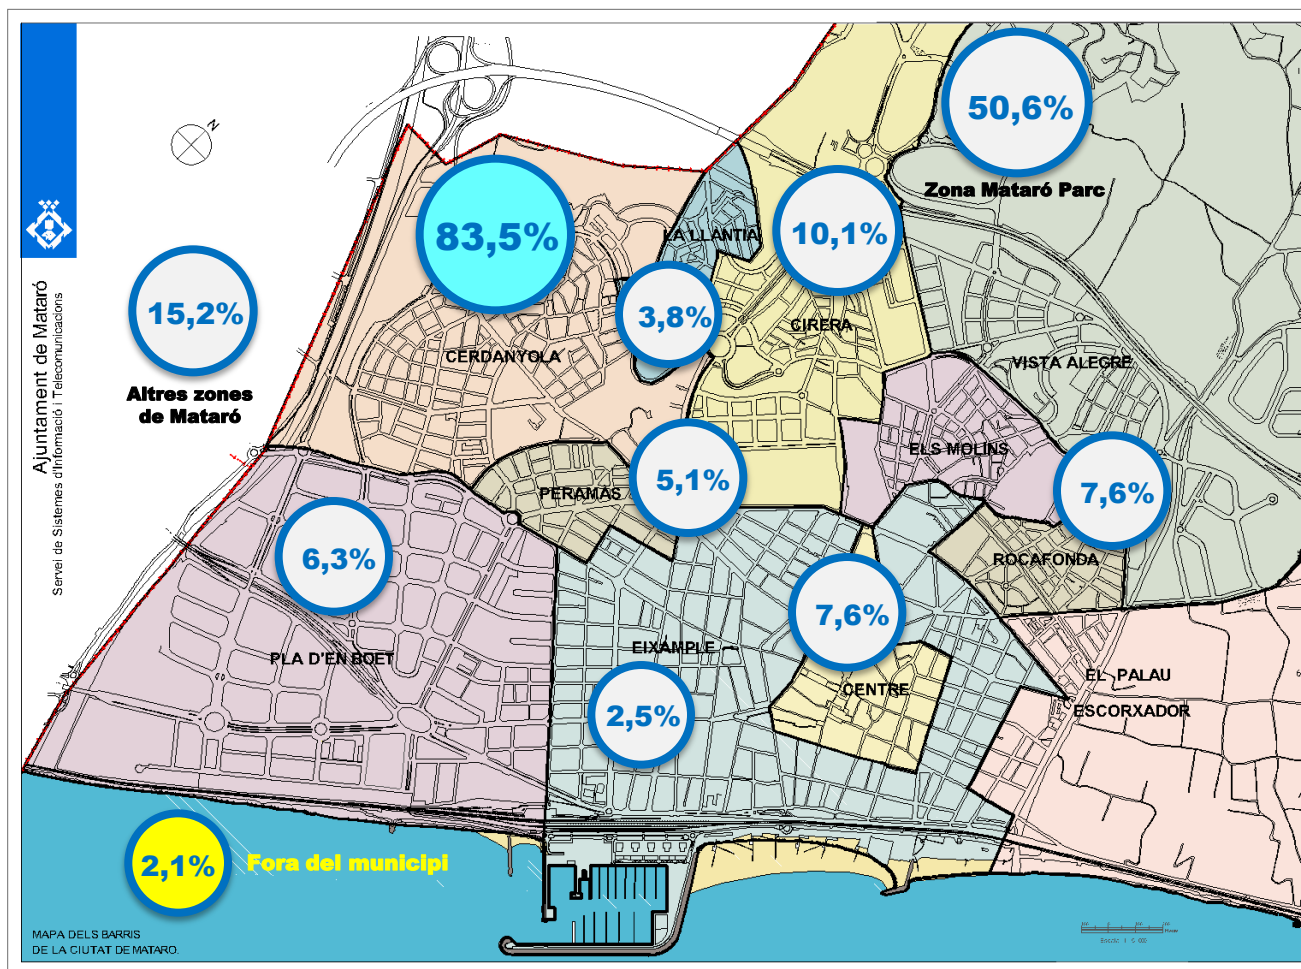 50,6%
Zona Mataró Parc
N
83,5%
LA LLANTIA
10,1%
15,2%
Altres zones
de Mataró
3,8%
CIRERA
CERDANYOLA
VISTA ALEGRE
Ajuntament de Mataró
Servei de Sistemes d'Informació i Telecomunicacions
ELS MOLINS
5,1%
PERAMAS
7,6%
6,3%
ROCAFONDA
7,6%
EIXAMPLE
PLA D'EN BOET
EL PALAU
CENTRE
ESCORXADOR
2,5%
2,1%
Fora del municipi
MAPA DELS BARRIS
DE LA CIUTAT DE MATARO.